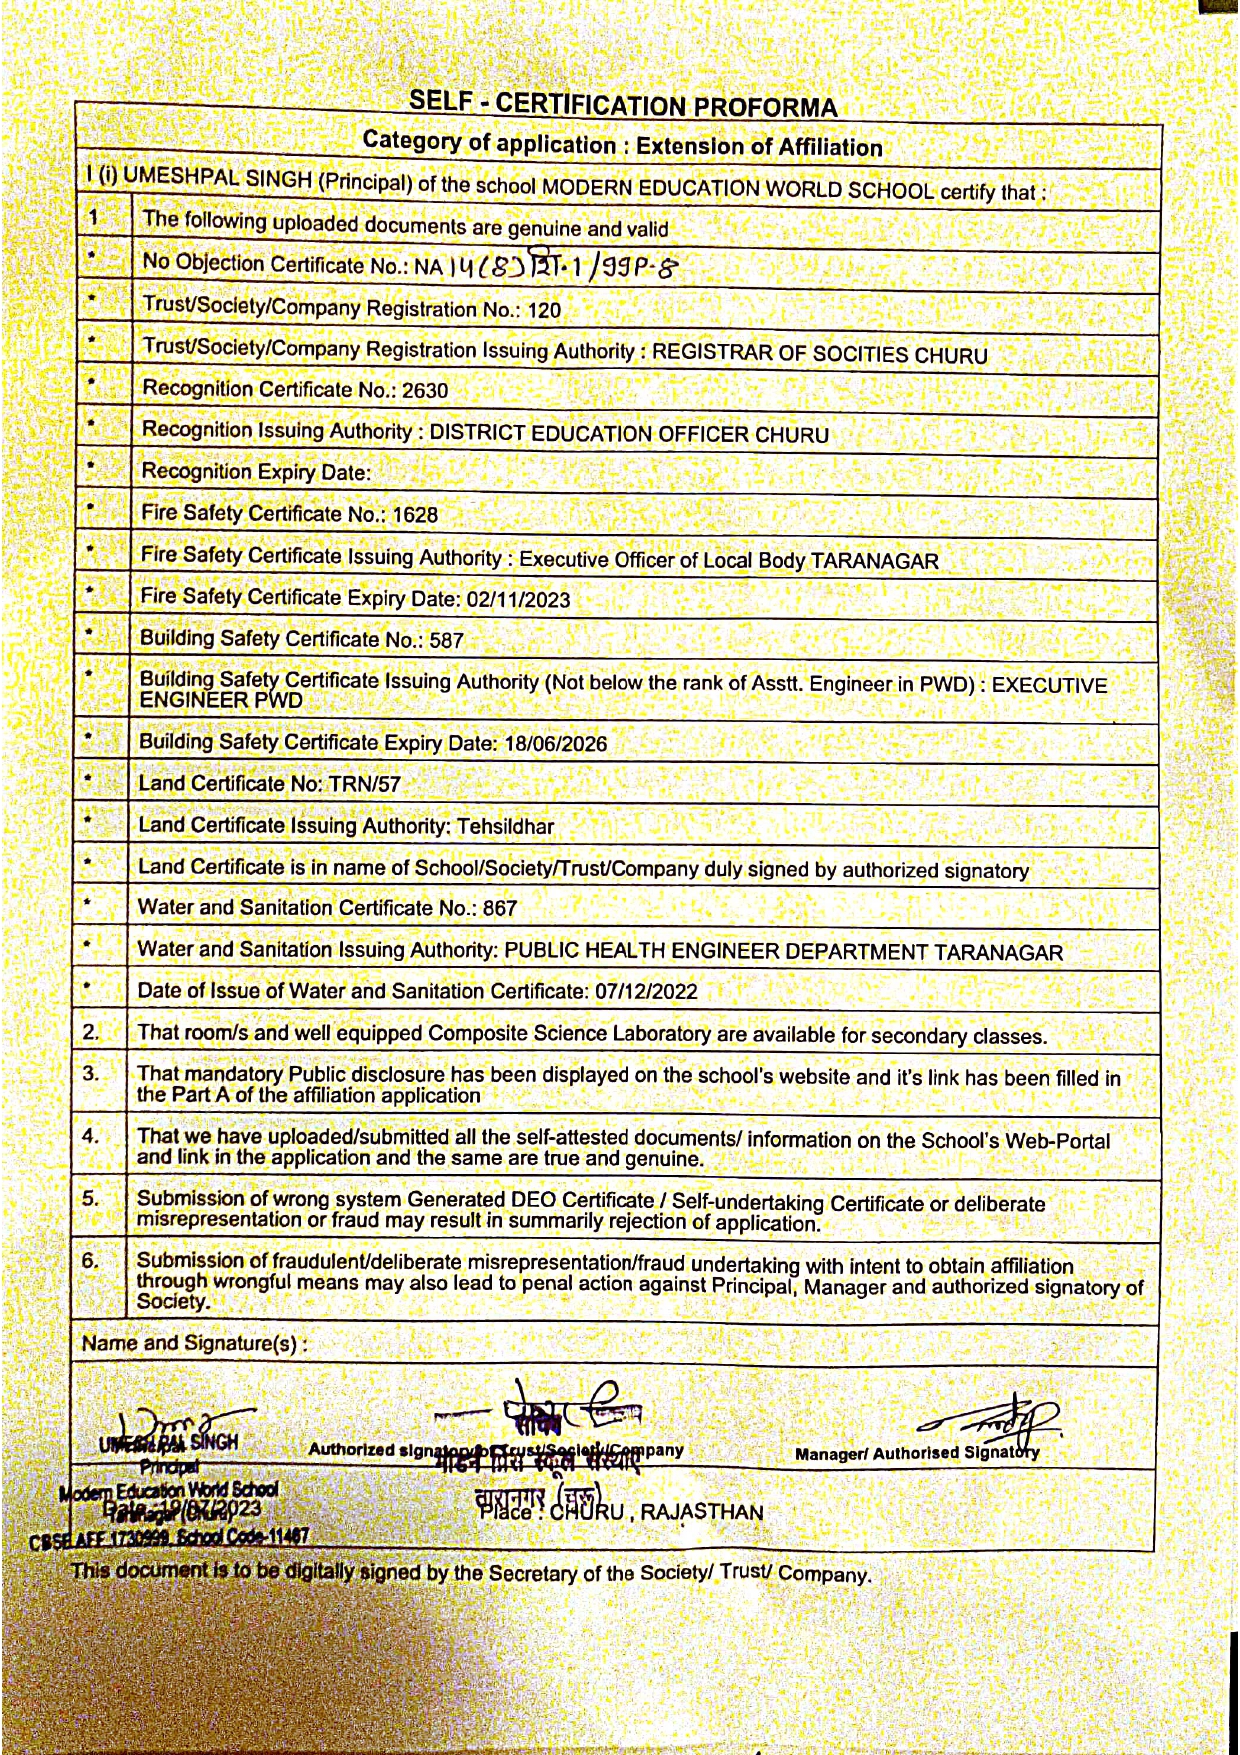 SELF - CERTIFICATION PROFORMA
Category of application : Extension of Affiliation
I (i) UMESHPAL SINGH (Principal) of the school MODERN EDUCATION WORLD SCHOOL certify that :
1 The following uploaded documents are genuine and valid
* No Objection Certificate No.: NA 14(8)शि.1/99P-8
* Trust/Society/Company Registration No.: 120
* Trust/Society/Company Registration Issuing Authority : REGISTRAR OF SOCITIES CHURU
* Recognition Certificate No.: 2630
* Recognition Issuing Authority : DISTRICT EDUCATION OFFICER CHURU
* Recognition Expiry Date:
* Fire Safety Certificate No.: 1628
* Fire Safety Certificate Issuing Authority : Executive Officer of Local Body TARANAGAR
* Fire Safety Certificate Expiry Date: 02/11/2023
* Building Safety Certificate No.: 587
* Building Safety Certificate Issuing Authority (Not below the rank of Asstt. Engineer in PWD) : EXECUTIVE
ENGINEER PWD
* Building Safety Certificate Expiry Date: 18/06/2026
* Land Certificate No: TRN/57
* Land Certificate Issuing Authority: Tehsildhar
* Land Certificate is in name of School/Society/Trust/Company duly signed by authorized signatory
* Water and Sanitation Certificate No.: 867
* Water and Sanitation Issuing Authority: PUBLIC HEALTH ENGINEER DEPARTMENT TARANAGAR
* Date of Issue of Water and Sanitation Certificate: 07/12/2022
2. That room/s and well equipped Composite Science Laboratory are available for secondary classes.
3. That mandatory Public disclosure has been displayed on the school's website and it's link has been filled in
the Part A of the affiliation application
4. That we have uploaded/submitted all the self-attested documents/ information on the School's Web-Portal
and link in the application and the same are true and genuine.
5. Submission of wrong system Generated DEO Certificate / Self-undertaking Certificate or deliberate
misrepresentation or fraud may result in summarily rejection of application.
6. Submission of fraudulent/deliberate misrepresentation/fraud undertaking with intent to obtain affiliation
through wrongful means may also lead to penal action against Principal, Manager and authorized signatory of
Society.
Name and Signature(s) :
सचिव
UMESHPAL SINGH Authorized signatory of Trust/Society/Company Manager/ Authorised Signatory
Principal
Modern Education World School
तारानगर (चूरू)
Date : 19/07/2023 Place : CHURU , RAJASTHAN
Taranagar (Churu)
CBSE AFF. 1730999, School Code-11467
This document is to be digitally signed by the Secretary of the Society/ Trust/ Company.